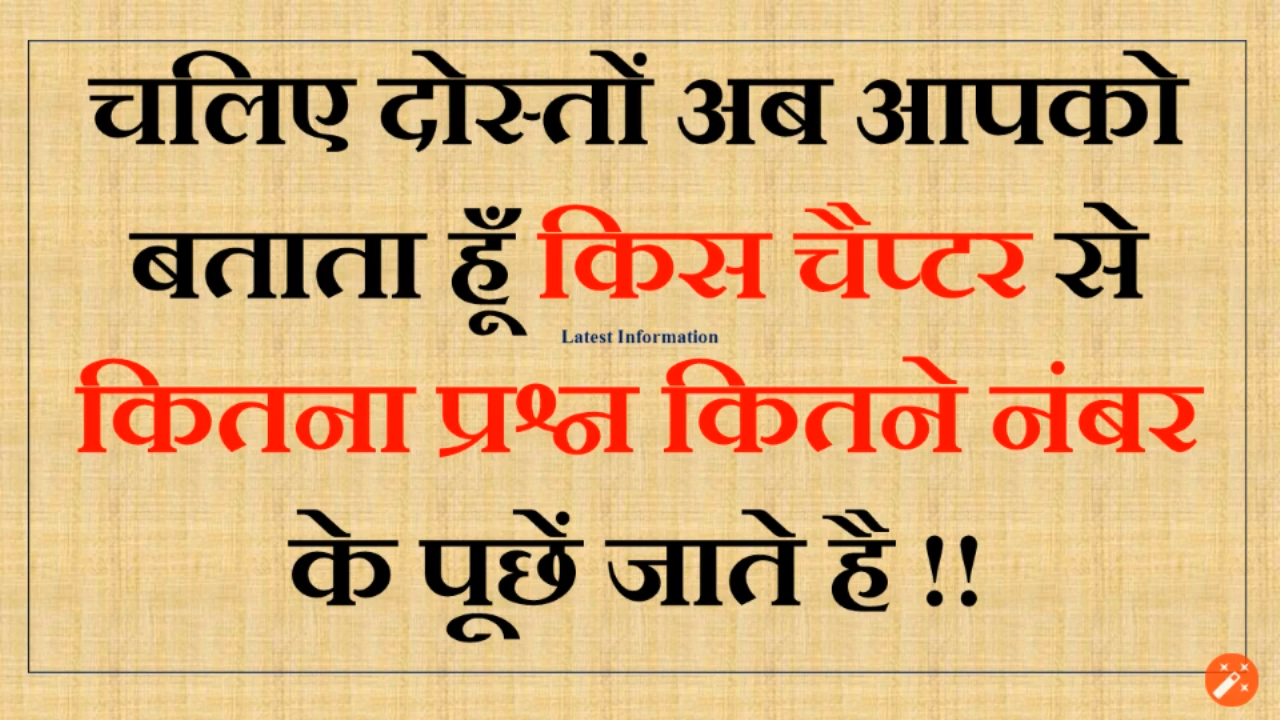 चलिए दोस्तों अब आपको
बताता हूँ किस चैप्टर से
Latest Information
कितना प्रश्न कितने नंबर
के पूछें जाते है !!